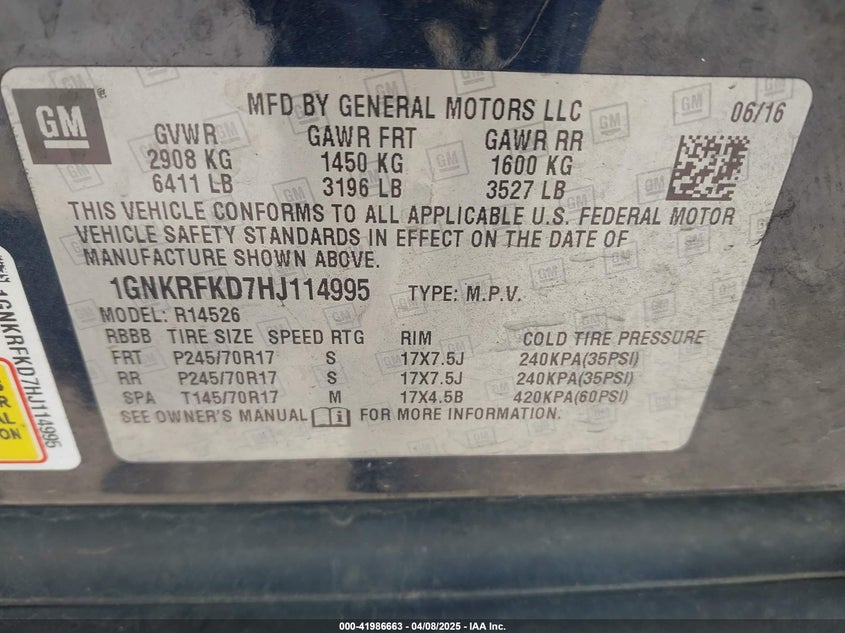 GM
®
MFD BY GENERAL MOTORS LLC
06/16
GVWR GAWR FRT GAWR RR
2908 KG 1450 KG 1600 KG
6411 LB 3196 LB 3527 LB
THIS VEHICLE CONFORMS TO ALL APPLICABLE U.S. FEDERAL MOTOR
VEHICLE SAFETY STANDARDS IN EFFECT ON THE DATE OF
MANUFACTURE SHOWN ABOVE.
1GNKRFKD7HJ114995 TYPE: M.P.V.
MODEL: R14526
RBBB TIRE SIZE SPEED RTG RIM COLD TIRE PRESSURE
FRT P245/70R17 S 17X7.5J 240KPA(35PSI)
RR P245/70R17 S 17X7.5J 240KPA(35PSI)
SPA T145/70R17 M 17X4.5B 420KPA(60PSI)
SEE OWNER'S MANUAL i FOR MORE INFORMATION.
1GNKRFKD7HJ114995
000-41986663 - 04/08/2025 - IAA Inc.